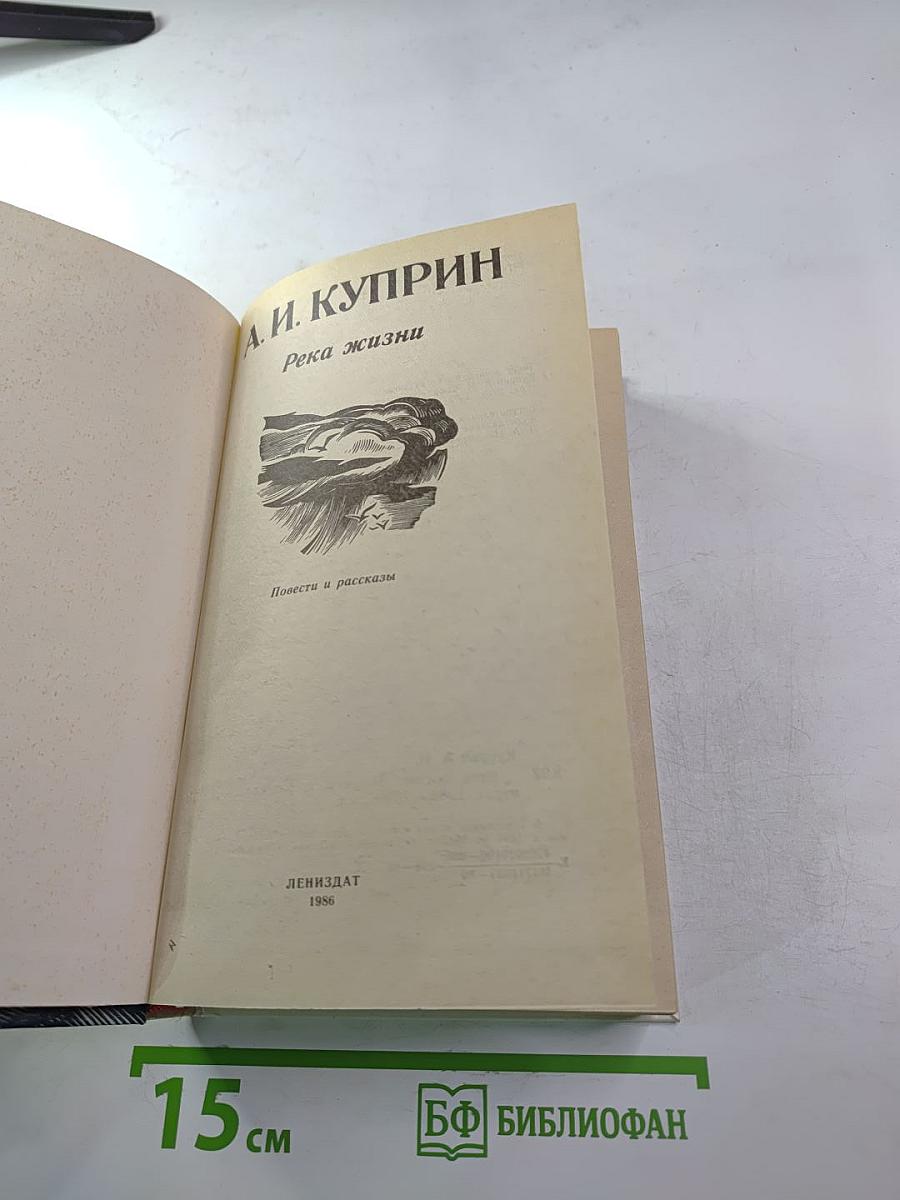 А. И. КУПРИН
Река жизни
Повести и рассказы
ЛЕНИЗДАТ
1986
15 см
БФ БИБЛИОФАН